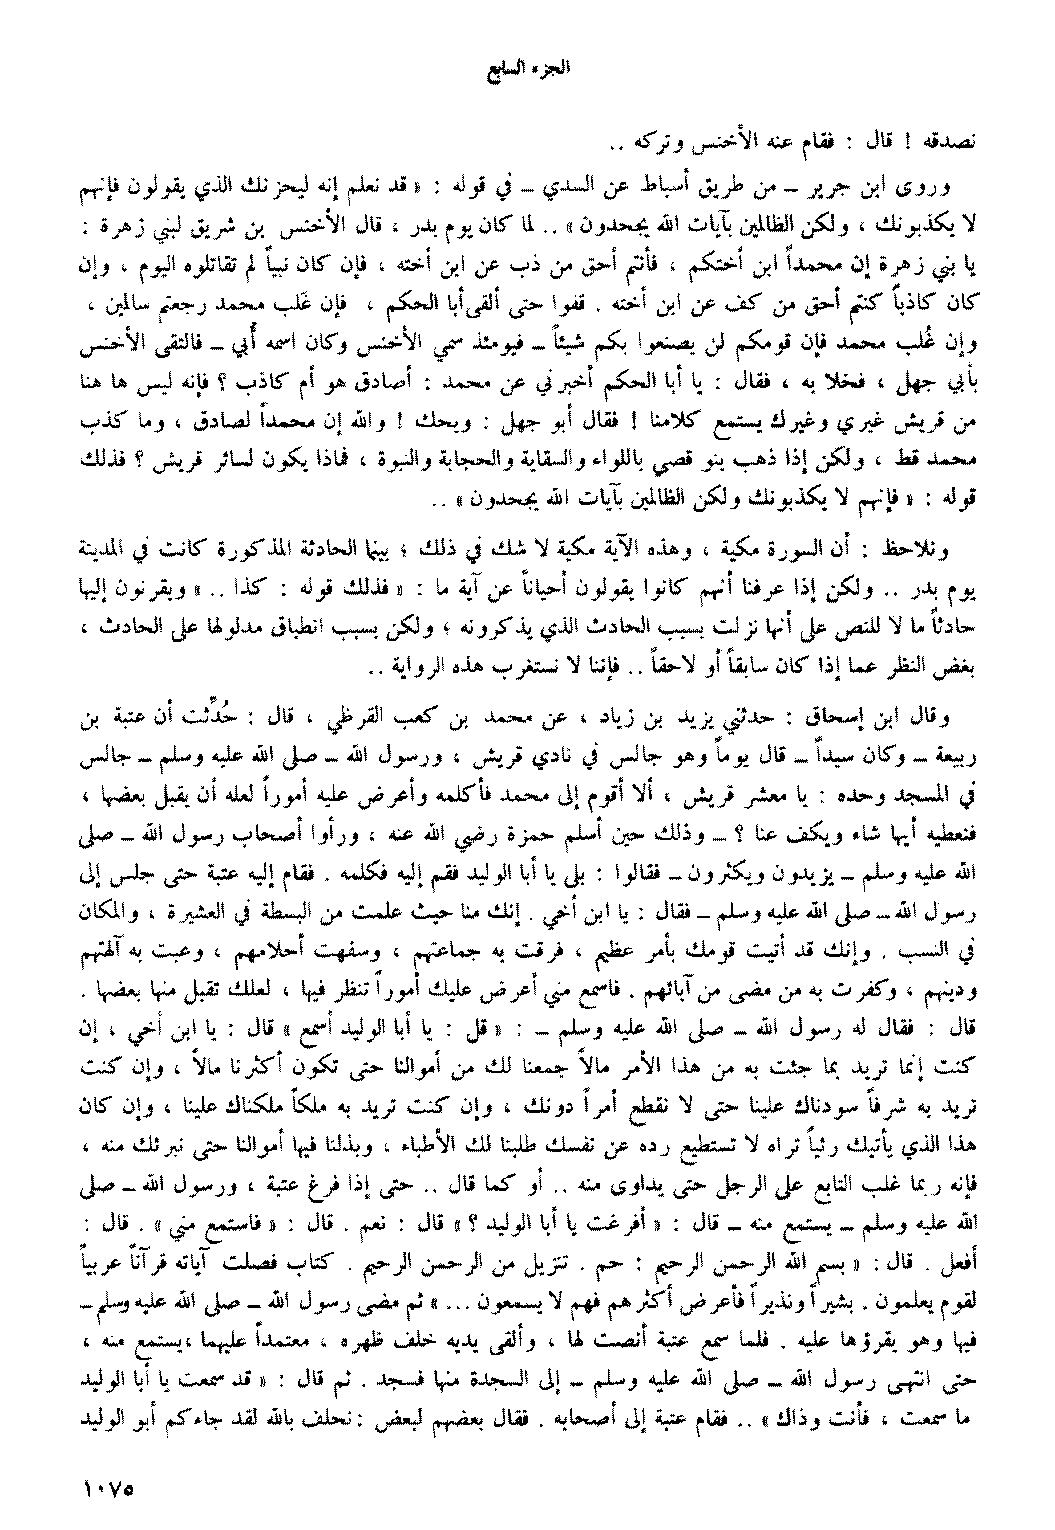 الجزء السابع
نصدقه ! قال : فقام عنه الأخنس وتركه ..
وروى ابن جرير – من طريق أسباط عن السدي – في قوله : « قد نعلم إنه ليحزنك الذي يقولون فإنهم
لا يكذبونك ، ولكن الظالمين بآيات الله يجحدون » .. لما كان يوم بدر ، قال الأخنس بن شريق لبني زهرة :
يا بني زهرة إن محمداً ابن أختكم ، فأنتم أحق من ذب عن ابن أخته ، فإن كان نبياً لم تقاتلوه اليوم ، وإن
كان كاذباً كنتم أحق من كف عن ابن أخته . قفوا حتى ألقى أبا الحكم ، فإن غَلب محمد رجعتم سالمين ،
وإن غُلب محمد فإن قومكم لن يصنعوا بكم شيئاً – فيومئذ سمي الأخنس وكان اسمه أُبي – فالتقى الأخنس
بأبي جهل ، فخلا به ، فقال : يا أبا الحكم أخبرني عن محمد : أصادق هو أم كاذب ؟ فإنه ليس ها هنا
من قريش غيري وغيرك يستمع كلامنا ! فقال أبو جهل : ويحك ! والله إن محمداً لصادق ، وما كذب
محمد قط ، ولكن إذا ذهب بنو قصي باللواء والسقاية والحجابة والنبوة ، فماذا يكون لسائر قريش ؟ فذلك
قوله : « فإنهم لا يكذبونك ولكن الظالمين بآيات الله يجحدون » ..
ونلاحظ : أن السورة مكية ، وهذه الآية مكية لا شك في ذلك ؛ بينما الحادثة المذكورة كانت في المدينة
يوم بدر .. ولكن إذا عرفنا أنهم كانوا يقولون أحياناً عن آية ما : « فذلك قوله : كذا .. » ويقرنون إليها
حادثاً ما لا للنص على أنها نزلت بسبب الحادث الذي يذكرونه ؛ ولكن بسبب انطباق مدلولها على الحادث ،
بغض النظر عما إذا كان سابقاً أو لاحقاً .. فإننا لا نستغرب هذه الرواية ..
وقال ابن إسحاق : حدثني يزيد بن زياد ، عن محمد بن كعب القرظي ، قال : حُدِّثت أن عتبة بن
ربيعة – وكان سيداً – قال يوماً وهو جالس في نادي قريش ، ورسول الله – صلى الله عليه وسلم – جالس
في المسجد وحده : يا معشر قريش ، ألا أقوم إلى محمد فأكلمه وأعرض عليه أموراً لعله أن يقبل بعضها ،
فنعطيه أيها شاء ويكف عنا ؟ – وذلك حين أسلم حمزة رضي الله عنه ، ورأوا أصحاب رسول الله – صلى
الله عليه وسلم – يزيدون ويكثرون – فقالوا : بلى يا أبا الوليد فقم إليه فكلمه . فقام إليه عتبة حتى جلس إلى
رسول الله – صلى الله عليه وسلم – فقال : يا ابن أخي . إنك منا حيث علمت من البسطة في العشيرة ، والمكان
في النسب . وإنك قد أتيت قومك بأمر عظيم ، فرقت به جماعتهم ، وسفهت أحلامهم ، وعبت به آلهتهم
ودينهم ، وكفرت به من مضى من آبائهم . فاسمع مني أعرض عليك أموراً تنظر فيها ، لعلك تقبل منها بعضها .
قال : فقال له رسول الله – صلى الله عليه وسلم – : « قل : يا أبا الوليد أسمع » قال : يا ابن أخي ، إن
كنت إنما تريد بما جئت به من هذا الأمر مالاً جمعنا لك من أموالنا حتى تكون أكثرنا مالاً ، وإن كنت
تريد به شرفاً سودناك علينا حتى لا نقطع أمراً دونك ، وإن كنت تريد به ملكاً ملكناك علينا ، وإن كان
هذا الذي يأتيك رئياً تراه لا تستطيع رده عن نفسك طلبنا لك الأطباء ، وبذلنا فيها أموالنا حتى نبرئك منه ،
فإنه ربما غلب التابع على الرجل حتى يداوى منه .. أو كما قال .. حتى إذا فرغ عتبة ، ورسول الله – صلى
الله عليه وسلم – يستمع منه – قال : « أفرغت يا أبا الوليد ؟ » قال : نعم . قال : « فاستمع مني » . قال :
أفعل . قال : « بسم الله الرحمن الرحيم : حم . تنزيل من الرحمن الرحيم . كتاب فصلت آياته قرآناً عربياً
لقوم يعلمون . بشيراً ونذيراً فأعرض أكثرهم فهم لا يسمعون ... » ثم مضى رسول الله – صلى الله عليه وسلم–
فيها وهو يقرؤها عليه . فلما سمع عتبة أنصت لها ، وألقى يديه خلف ظهره ، معتمداً عليهما ، يستمع منه ،
حتى انتهى رسول الله – صلى الله عليه وسلم – إلى السجدة منها فسجد . ثم قال : « قد سمعت يا أبا الوليد
ما سمعت ، فأنت وذاك » .. فقام عتبة إلى أصحابه . فقال بعضهم لبعض : نحلف بالله لقد جاءكم أبو الوليد
١٠٧٥